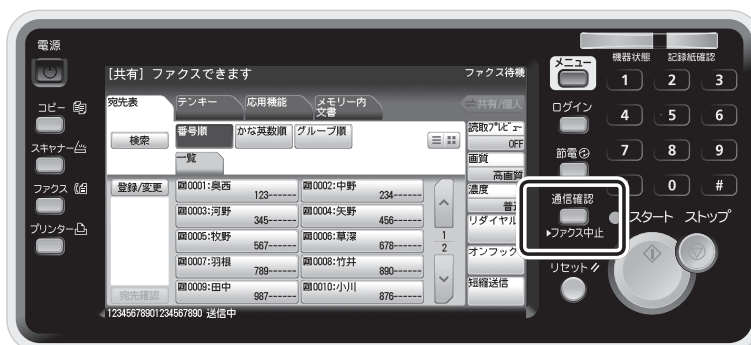 電源
コピー
スキャナー
ファクス
プリンター
[共有] ファクスできます
ファクス待機
宛先表
テンキー
応用機能
メモリー内
文書
共有/個人
検索
番号順
かな英数順
グループ順
一覧
登録/変更
0001:奥西
123------
0002:中野
234------
0003:河野
345------
0004:矢野
456------
0005:牧野
567------
0006:草深
678------
0007:羽根
789------
0008:竹井
890------
0009:田中
987------
0010:小川
876------
宛先確認
1
2
読取プレビュー
OFF
画質
高画質
濃度
リダイヤル
オンフック
短縮送信
12345678901234567890 送信中
メニュー
ログイン
節電
通信確認
▶ファクス中止
リセット
機器状態
記録紙確認
1 2 3
4 5 6
7 8 9
0 #
スタート
ストップ